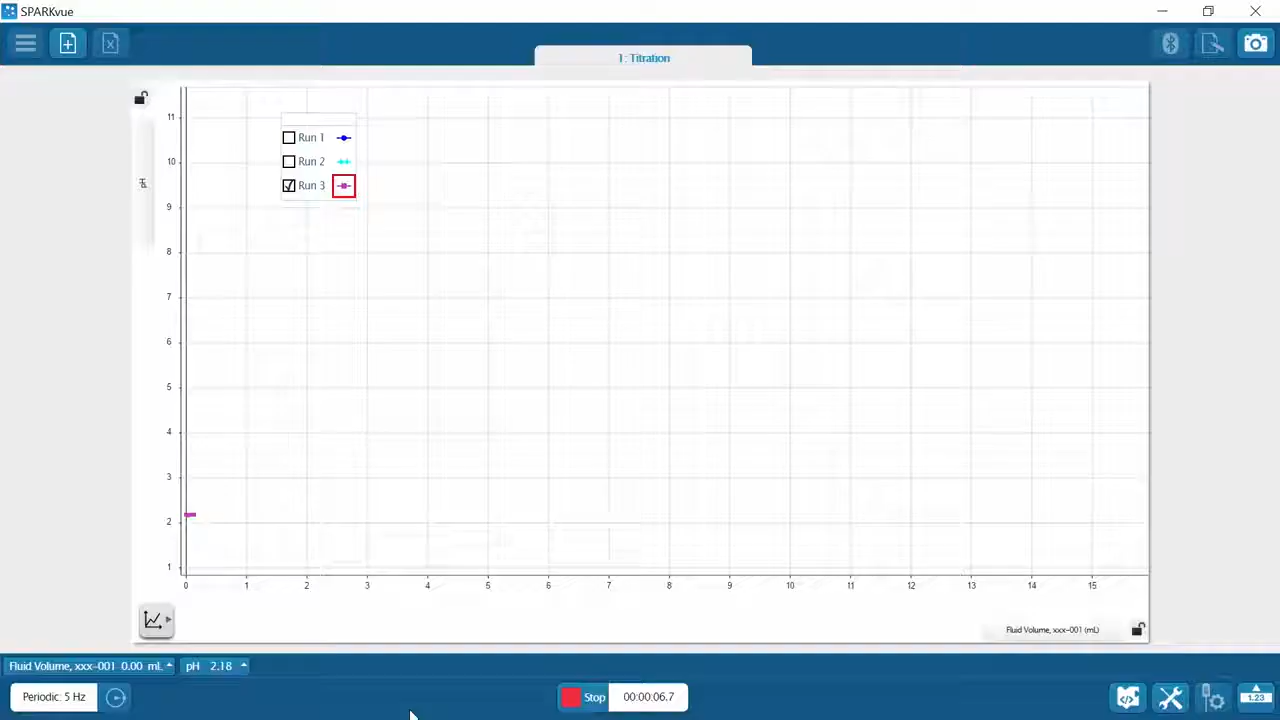 SPARKvue
1: Titration
pH
11
10
9
8
7
6
5
4
3
2
1
Run 1
Run 2
Run 3
0 1 2 3 4 5 6 7 8 9 10 11 12 13 14 15
Fluid Volume, xxx-001 (mL)
Fluid Volume, xxx-001 0.00 mL pH 2.18
Periodic: 5 Hz Stop 00:00:06.7 1.23